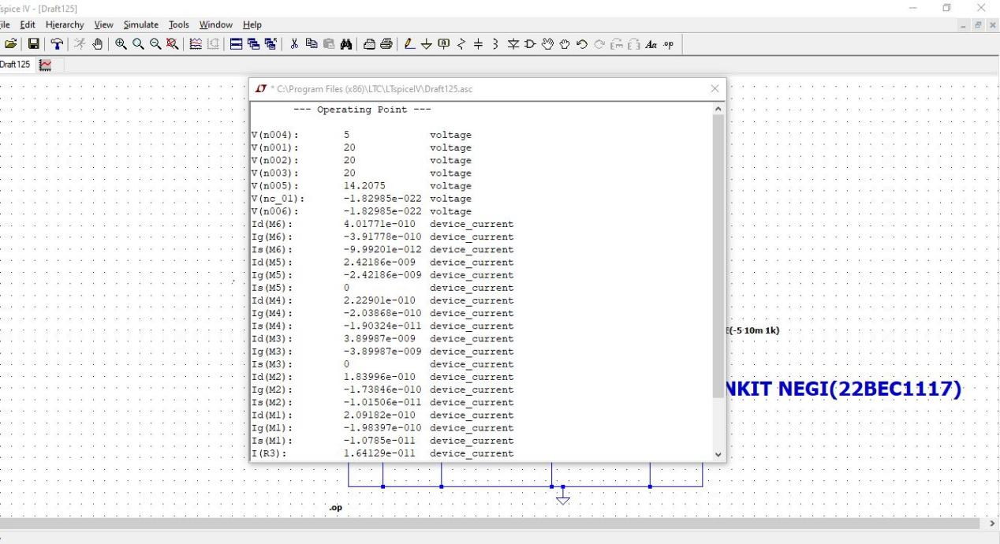 spice IV - [Draft125]
ile Edit Hierarchy View Simulate Tools Window Help
Aa .op
Draft125
* C:\Program Files (x86)\LTC\LTspiceIV\Draft125.asc
--- Operating Point ---
V(n004): 5 voltage
V(n001): 20 voltage
V(n002): 20 voltage
V(n003): 20 voltage
V(n005): 14.2075 voltage
V(nc_01): -1.82985e-022 voltage
V(n006): -1.82985e-022 voltage
Id(M6): 4.01771e-010 device_current
Ig(M6): -3.91778e-010 device_current
Is(M6): -9.99201e-012 device_current
Id(M5): 2.42186e-009 device_current
Ig(M5): -2.42186e-009 device_current
Is(M5): 0 device_current
Id(M4): 2.22901e-010 device_current
Ig(M4): -2.03868e-010 device_current
Is(M4): -1.90324e-011 device_current
Id(M3): 3.89987e-009 device_current
Ig(M3): -3.89987e-009 device_current
Is(M3): 0 device_current
Id(M2): 1.83996e-010 device_current
Ig(M2): -1.73846e-010 device_current
Is(M2): -1.01506e-011 device_current
Id(M1): 2.09182e-010 device_current
Ig(M1): -1.98397e-010 device_current
Is(M1): -1.0785e-011 device_current
I(R3): 1.64129e-011 device_current
E(-5 10m 1k)
NKIT NEGI(22BEC1117)
.op